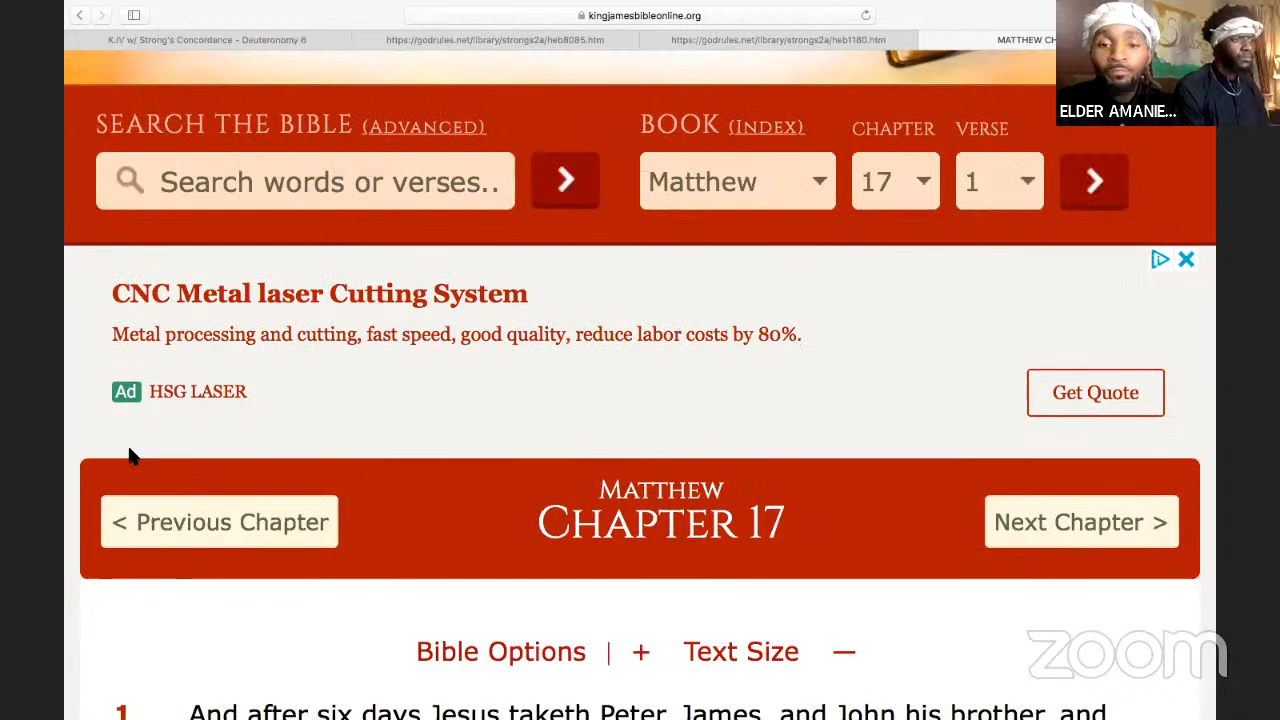 kingjamesbibleonline.org
KJV w/ Strong's Concordance - Deuteronomy 6
https://godrules.net/library/strongs2a/heb8085.htm
https://godrules.net/library/strongs2a/heb1180.htm
MATTHEW CH
ELDER AMANIE...
SEARCH THE BIBLE (ADVANCED)
BOOK (INDEX)
CHAPTER
VERSE
Search words or verses..
Matthew
17
1
CNC Metal laser Cutting System
Metal processing and cutting, fast speed, good quality, reduce labor costs by 80%.
Ad HSG LASER
Get Quote
< Previous Chapter
MATTHEW
CHAPTER 17
Next Chapter >
Bible Options | + Text Size —
zoom
1 And after six days Jesus taketh Peter, James, and John his brother, and